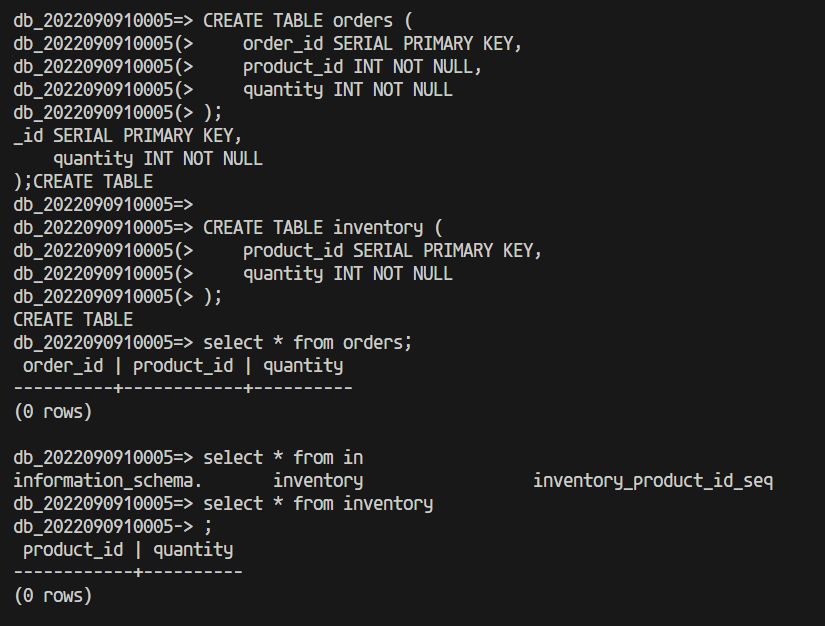 db_2022090910005=> CREATE TABLE orders (
db_2022090910005(>     order_id SERIAL PRIMARY KEY,
db_2022090910005(>     product_id INT NOT NULL,
db_2022090910005(>     quantity INT NOT NULL
db_2022090910005(> );
_id SERIAL PRIMARY KEY,
    quantity INT NOT NULL
);CREATE TABLE
db_2022090910005=>
db_2022090910005=> CREATE TABLE inventory (
db_2022090910005(>     product_id SERIAL PRIMARY KEY,
db_2022090910005(>     quantity INT NOT NULL
db_2022090910005(> );
CREATE TABLE
db_2022090910005=> select * from orders;
 order_id | product_id | quantity
----------+------------+----------
(0 rows)

db_2022090910005=> select * from in
information_schema.       inventory                 inventory_product_id_seq
db_2022090910005=> select * from inventory
db_2022090910005-> ;
 product_id | quantity
------------+----------
(0 rows)